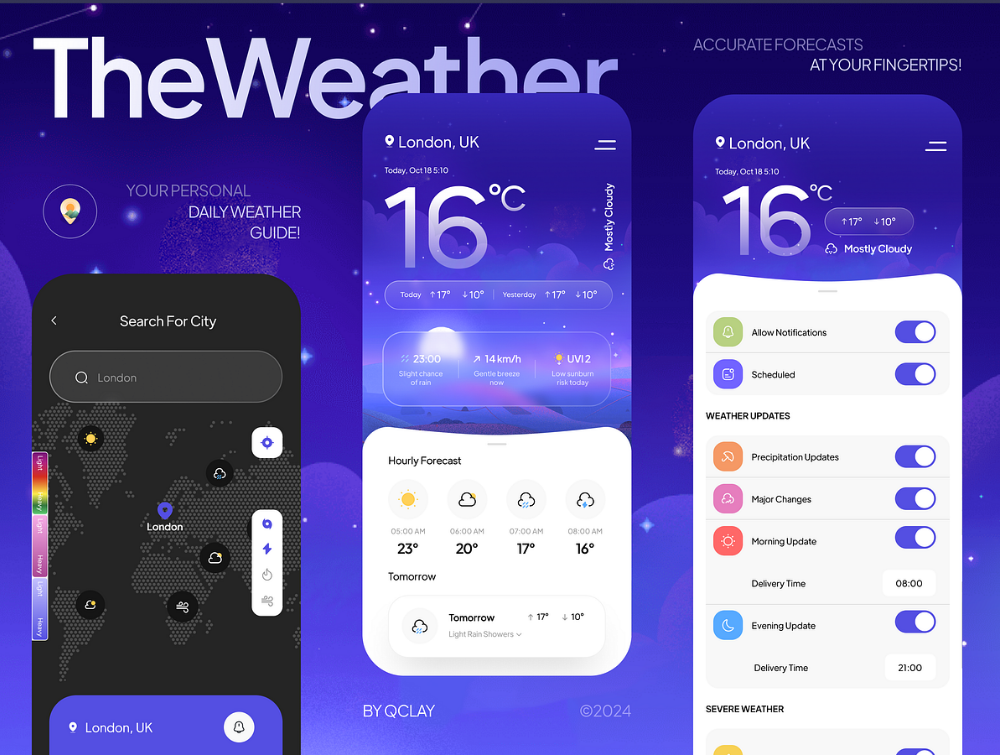 TheWeather
ACCURATE FORECASTS
AT YOUR FINGERTIPS!
YOUR PERSONAL
DAILY WEATHER
GUIDE!
Search For City
London
Light
Heavy
Light
Heavy
Light
Heavy
London
London, UK
London, UK
Today, Oct 18 5:10
16°C
Mostly Cloudy
Today ↑17° ↓10° | Yesterday ↑17° ↓10°
23:00
Slight chance
of rain
↗ 14 km/h
Gentle breeze
now
UVI 2
Low sunburn
risk today
Hourly Forecast
05:00 AM 06:00 AM 07:00 AM 08:00 AM
23° 20° 17° 16°
Tomorrow
Tomorrow ↑ 17° ↓ 10°
Light Rain Showers
BY QCLAY
©2024
London, UK
Today, Oct 18 5:10
16°C
↑17° ↓10°
Mostly Cloudy
Allow Notifications
Scheduled
WEATHER UPDATES
Precipitation Updates
Major Changes
Morning Update
Delivery Time 08:00
Evening Update
Delivery Time 21:00
SEVERE WEATHER